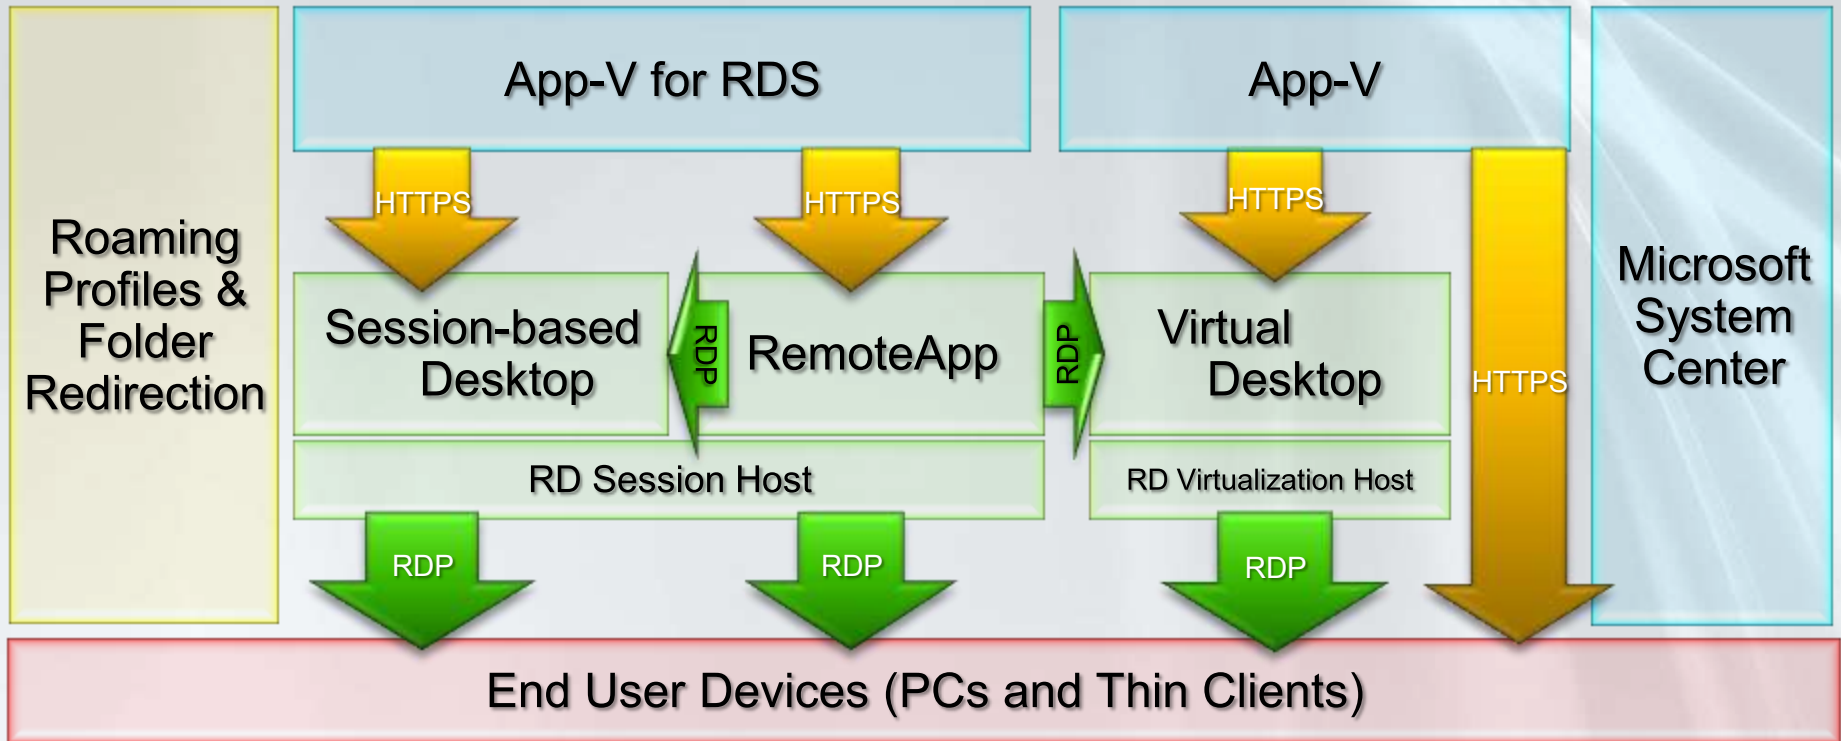 App-V for RDS
App-V
HTTPS
HTTPS
HTTPS
Roaming
Profiles &
Folder
Redirection
Session-based
Desktop
RDP
RemoteApp
RDP
Virtual
Desktop
HTTPS
Microsoft
System
Center
RD Session Host
RD Virtualization Host
RDP
RDP
RDP
End User Devices (PCs and Thin Clients)